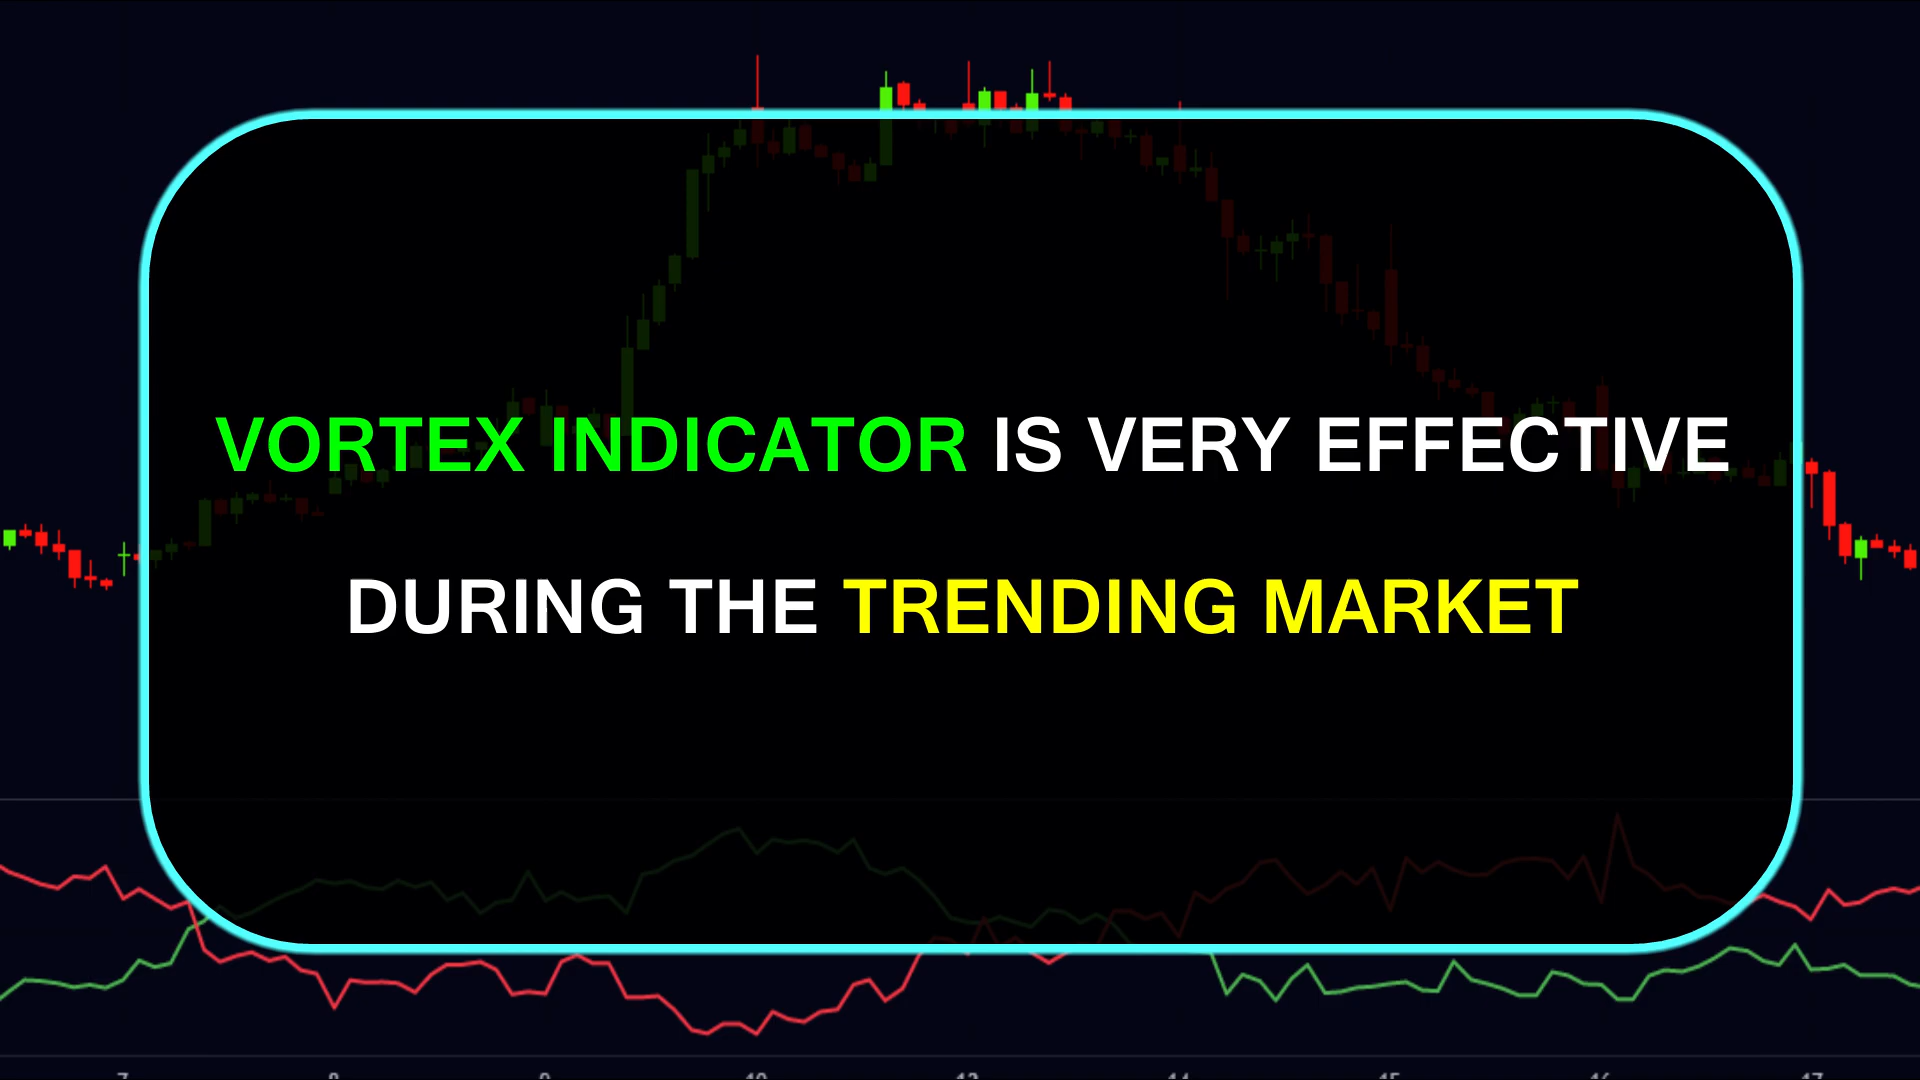 VORTEX INDICATOR IS VERY EFFECTIVE
DURING THE TRENDING MARKET